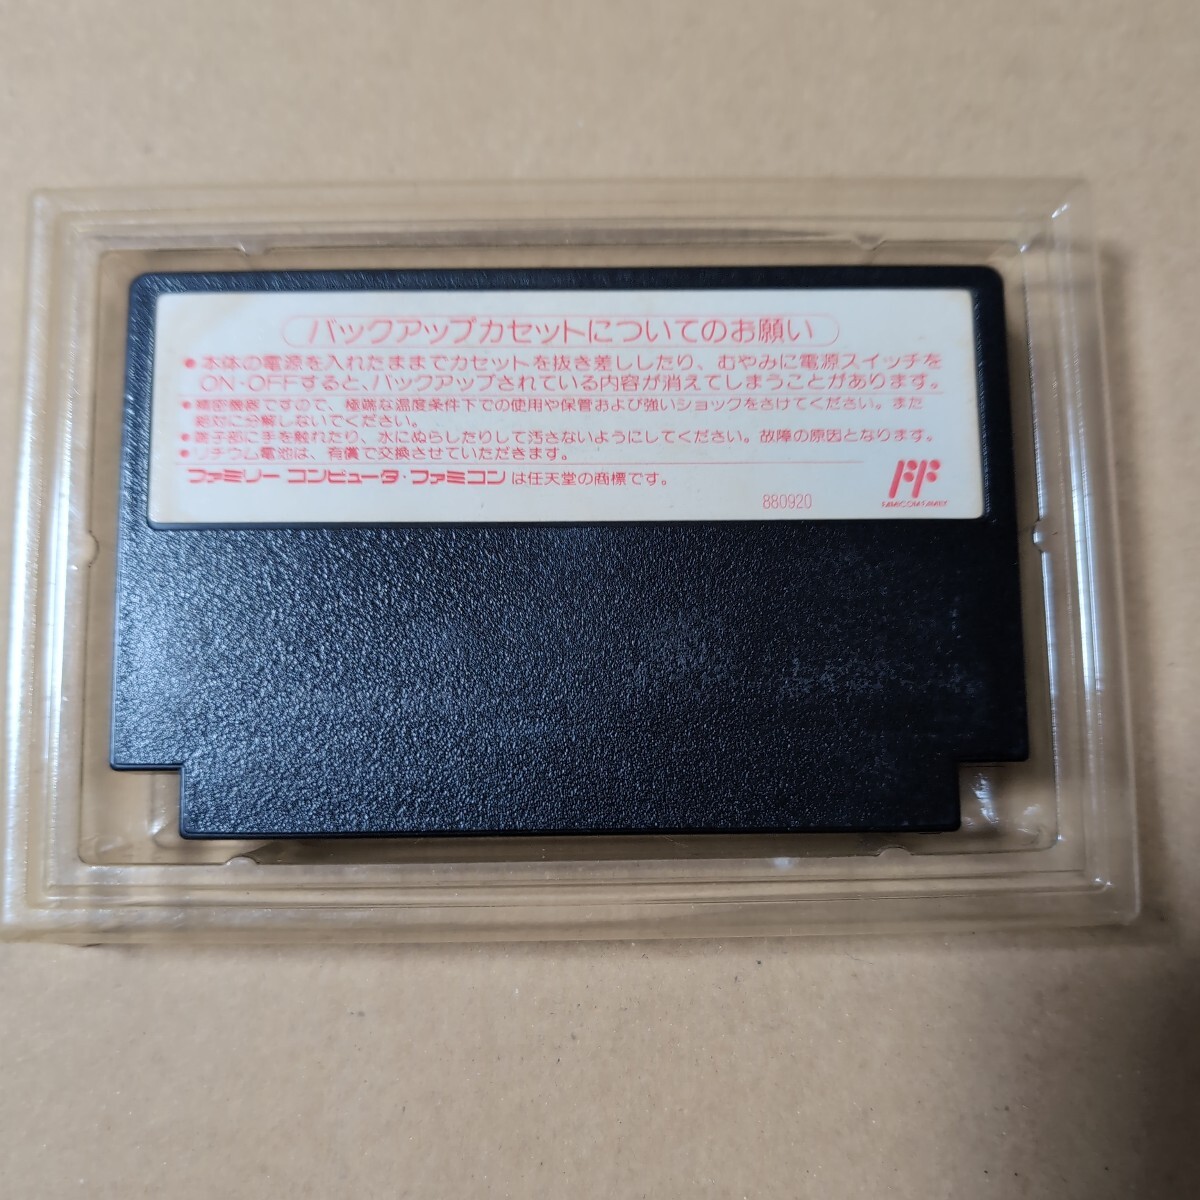 バックアップカセットについてのお願い
●本体の電源を入れたままでカセットを抜き差ししたり、むやみに電源スイッチを
ON・OFFすると、バックアップされている内容が消えてしまうことがあります。
●精密機器ですので、極端な温度条件下での使用や保管および強いショックをさけてください。また
絶対に分解しないでください。
●端子部に手を触れたり、水にぬらしたりして汚さないようにしてください。故障の原因となります。
●リチウム電池は、有償で交換させていただきます。
ファミリー コンピュータ・ファミコンは任天堂の商標です。
880920
FF
FAMICOM FAMILY